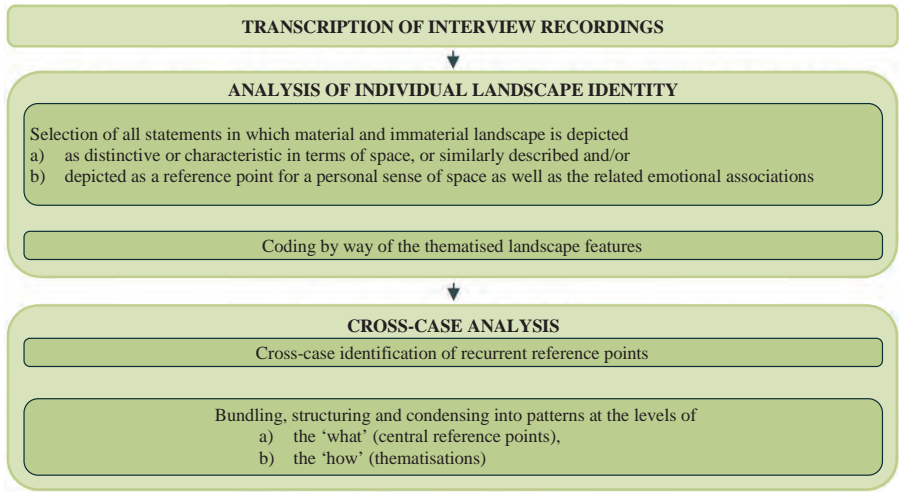 TRANSCRIPTION OF INTERVIEW RECORDINGS
ANALYSIS OF INDIVIDUAL LANDSCAPE IDENTITY
Selection of all statements in which material and immaterial landscape is depicted
a) as distinctive or characteristic in terms of space, or similarly described and/or
b) depicted as a reference point for a personal sense of space as well as the related emotional associations
Coding by way of the thematised landscape features
CROSS-CASE ANALYSIS
Cross-case identification of recurrent reference points
Bundling, structuring and condensing into patterns at the levels of
a) the ‘what’ (central reference points),
b) the ‘how’ (thematisations)